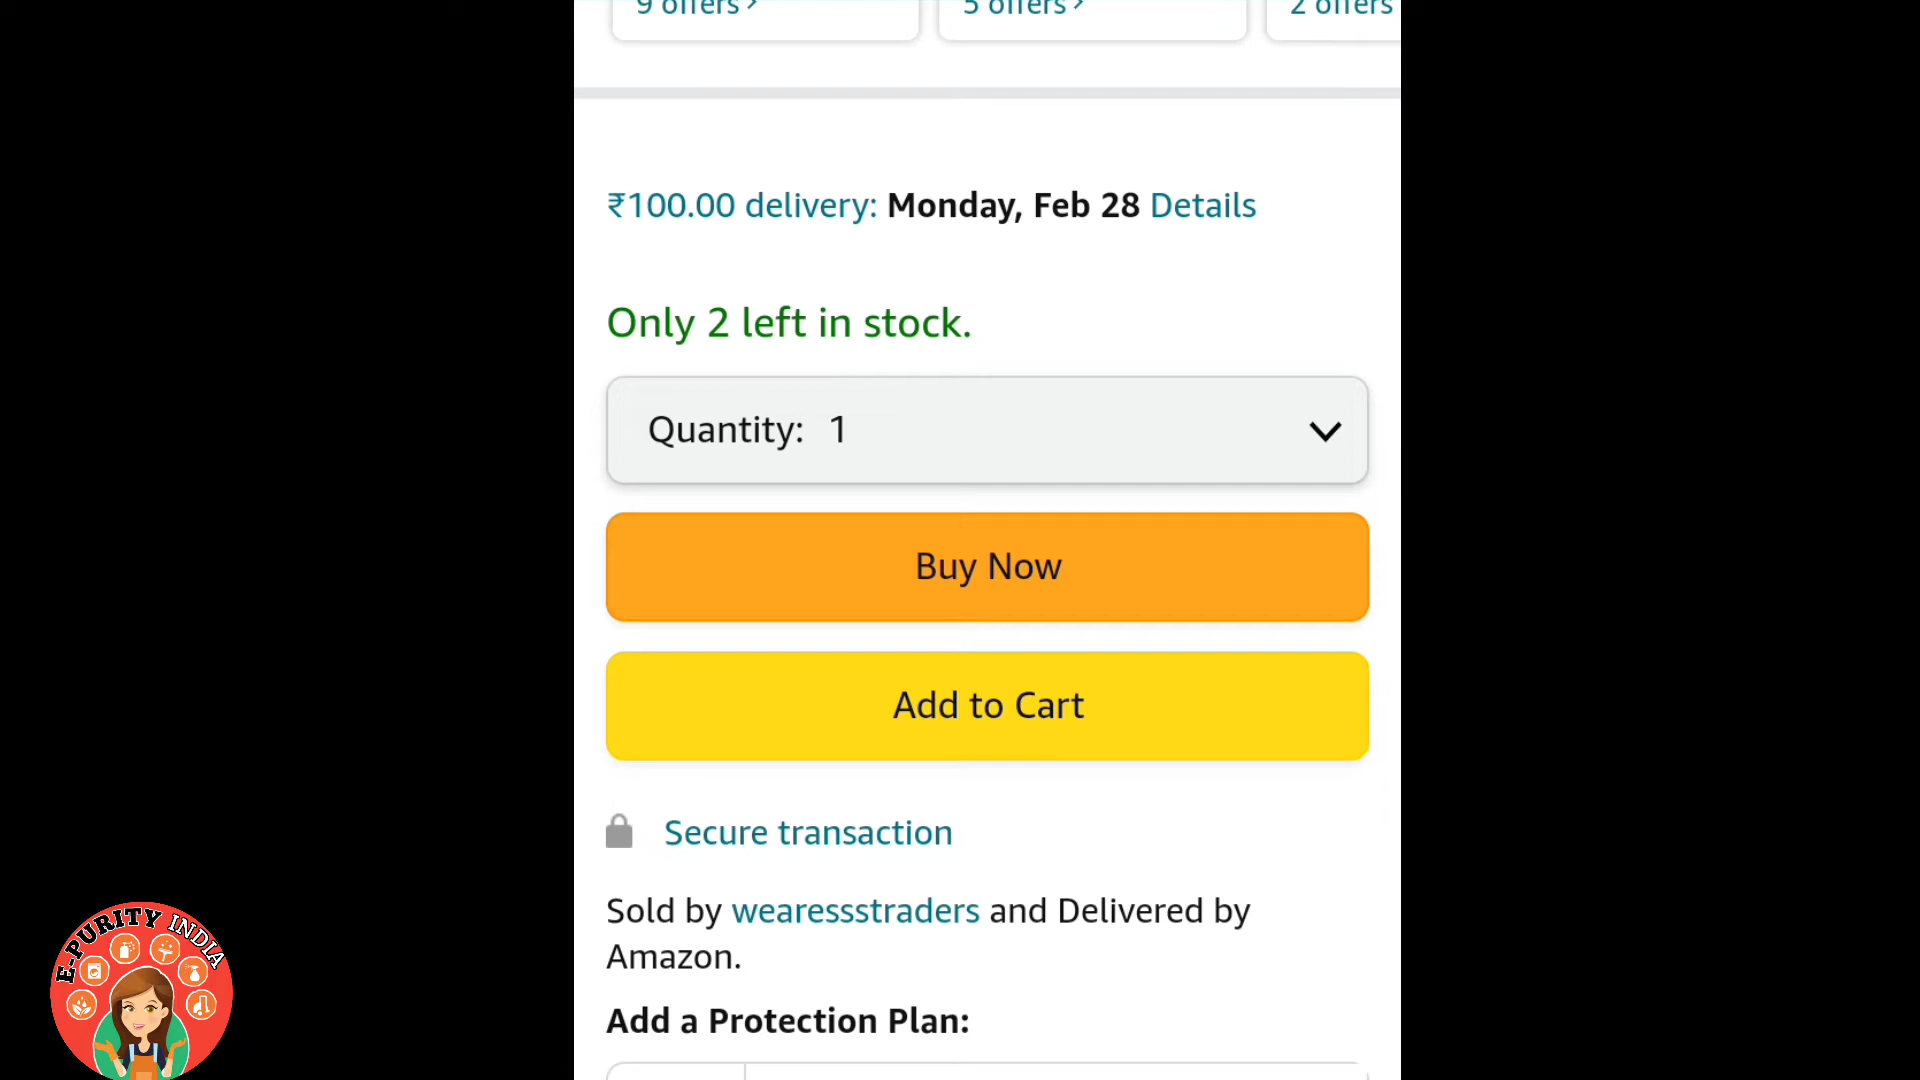 9 offers ›
5 offers ›
2 offers
₹100.00 delivery: Monday, Feb 28 Details
Only 2 left in stock.
Quantity: 1
Buy Now
Add to Cart
Secure transaction
Sold by wearessstraders and Delivered by
Amazon.
Add a Protection Plan:
E-PURITY INDIA